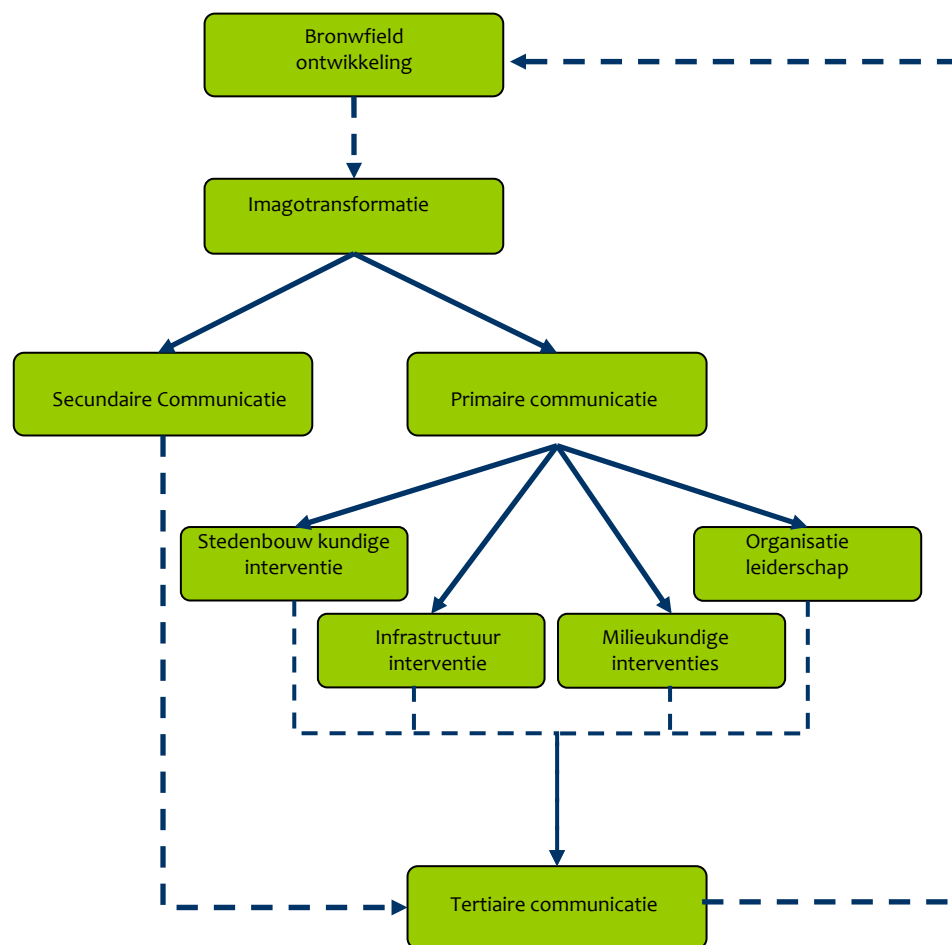 Bronwfield
ontwikkeling
Imagotransformatie
Secundaire Communicatie
Primaire communicatie
Stedenbouw kundige
interventie
Organisatie
leiderschap
Infrastructuur
interventie
Milieukundige
interventies
Tertiaire communicatie